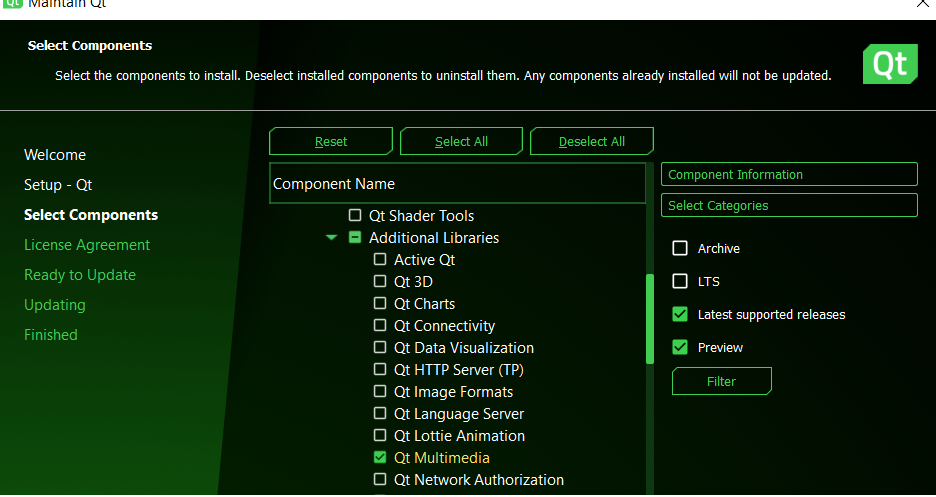 Qt Maintain Qt
Select Components
Select the components to install. Deselect installed components to uninstall them. Any components already installed will not be updated.
Qt
Welcome
Setup - Qt
Select Components
License Agreement
Ready to Update
Updating
Finished
Reset
Select All
Deselect All
Component Name
Qt Shader Tools
Additional Libraries
Active Qt
Qt 3D
Qt Charts
Qt Connectivity
Qt Data Visualization
Qt HTTP Server (TP)
Qt Image Formats
Qt Language Server
Qt Lottie Animation
Qt Multimedia
Qt Network Authorization
Component Information
Select Categories
Archive
LTS
Latest supported releases
Preview
Filter